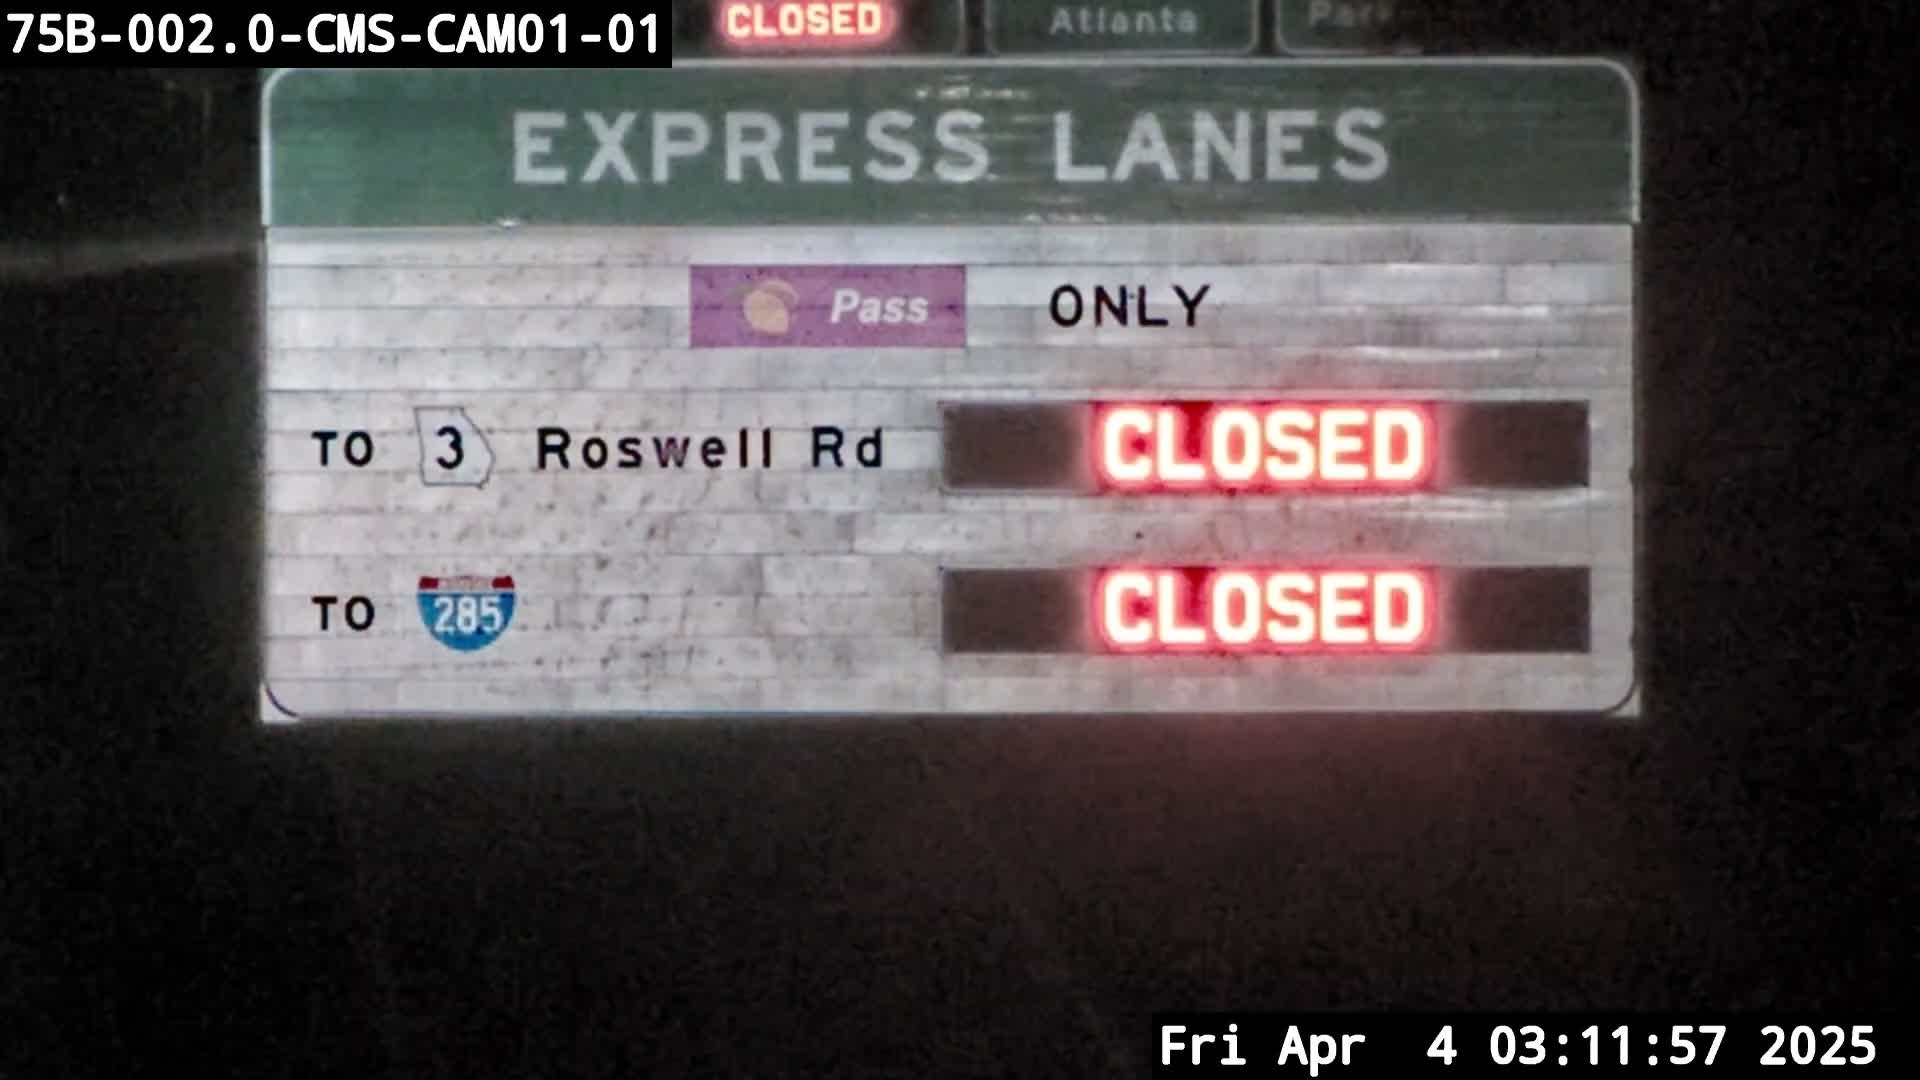 75B-002.0-CMS-CAM01-01
CLOSED
Atlanta
EXPRESS LANES
Pass ONLY
TO 3 Roswell Rd CLOSED
TO 285 CLOSED
Fri Apr 4 03:11:57 2025